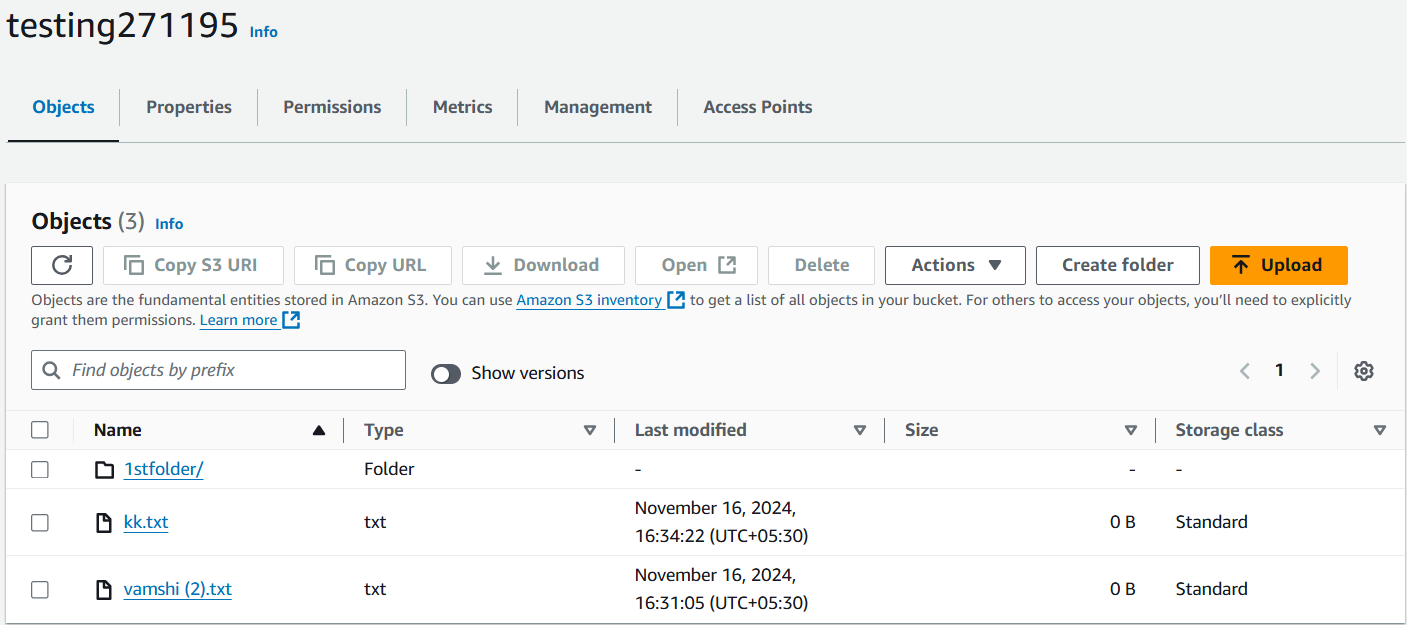 testing271195 Info
Objects Properties Permissions Metrics Management Access Points
Objects (3) Info
Copy S3 URI Copy URL Download Open Delete Actions Create folder Upload
Objects are the fundamental entities stored in Amazon S3. You can use Amazon S3 inventory to get a list of all objects in your bucket. For others to access your objects, you’ll need to explicitly
grant them permissions. Learn more
Find objects by prefix Show versions 1
Name Type Last modified Size Storage class
1stfolder/ Folder - - -
kk.txt txt November 16, 2024, 0 B Standard
16:34:22 (UTC+05:30)
vamshi (2).txt txt November 16, 2024, 0 B Standard
16:31:05 (UTC+05:30)